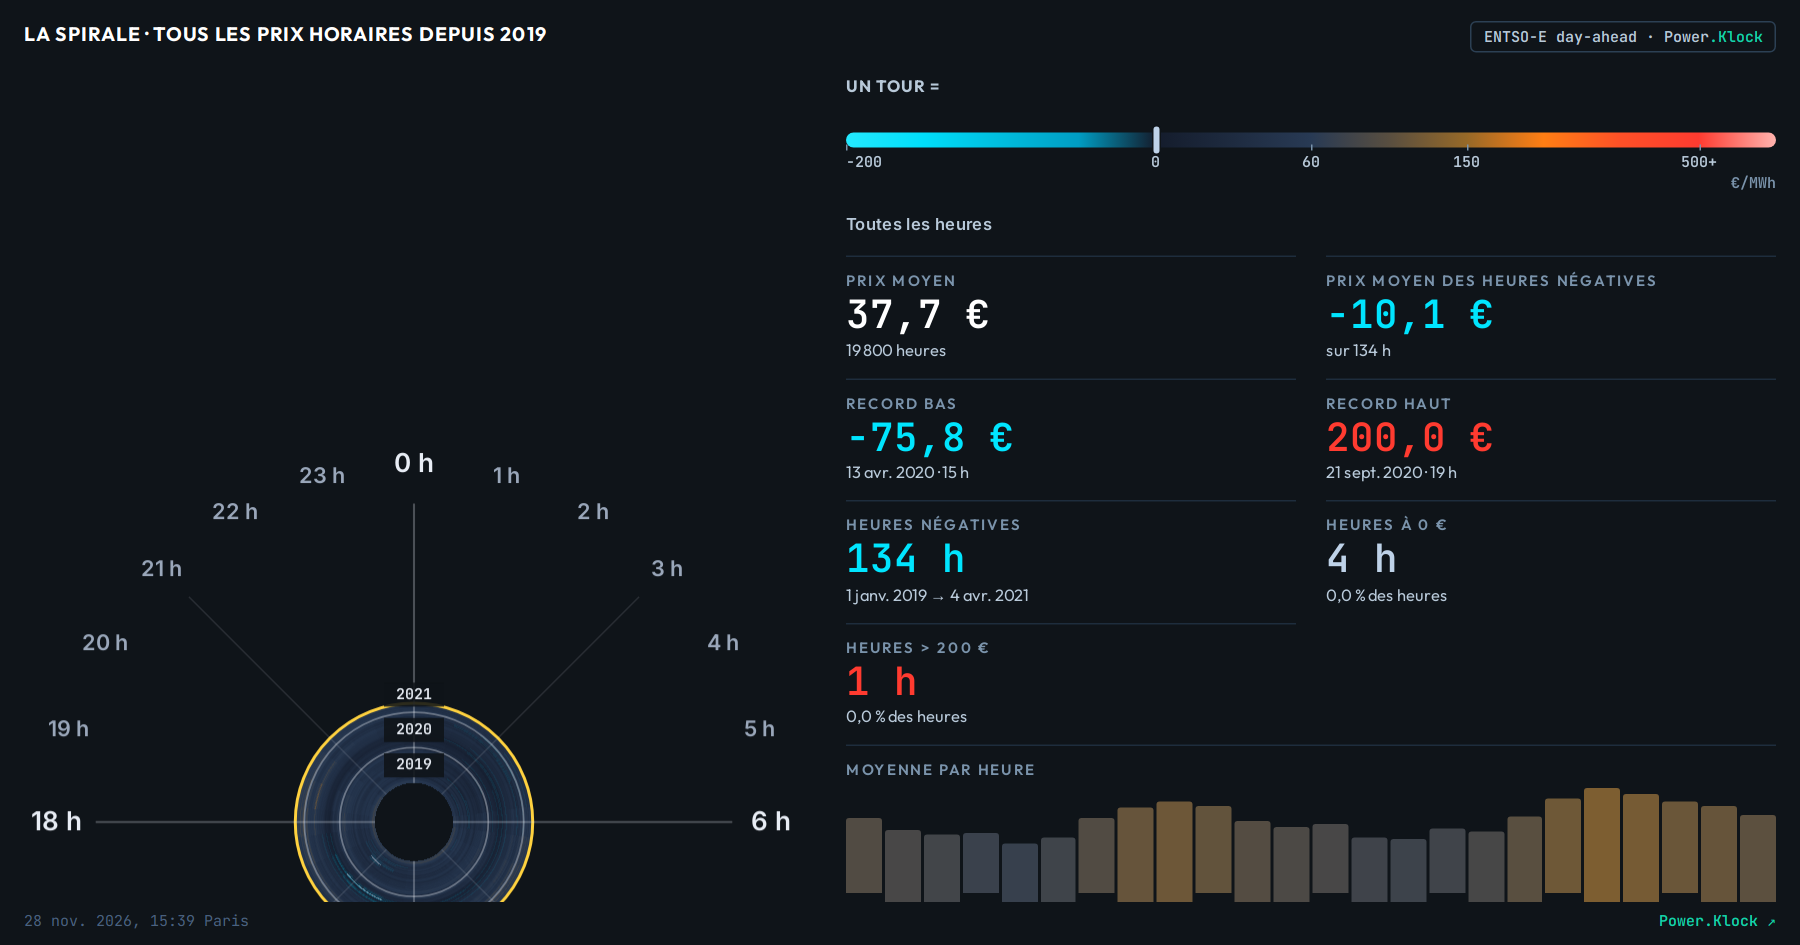 LA SPIRALE · TOUS LES PRIX HORAIRES DEPUIS 2019
ENTSO-E day-ahead · Power.Klock
UN TOUR =
-200 0 60 150 500+
€/MWh
Toutes les heures
PRIX MOYEN
37,7 €
19 800 heures
PRIX MOYEN DES HEURES NÉGATIVES
-10,1 €
sur 134 h
RECORD BAS
-75,8 €
13 avr. 2020 · 15 h
RECORD HAUT
200,0 €
21 sept. 2020 · 19 h
HEURES NÉGATIVES
134 h
1 janv. 2019 → 4 avr. 2021
HEURES À 0 €
4 h
0,0 % des heures
HEURES > 200 €
1 h
0,0 % des heures
MOYENNE PAR HEURE
0 h
23 h
1 h
22 h
2 h
21 h
3 h
20 h
4 h
19 h
5 h
18 h
6 h
2021
2020
2019
28 nov. 2026, 15:39 Paris
Power.Klock ↗